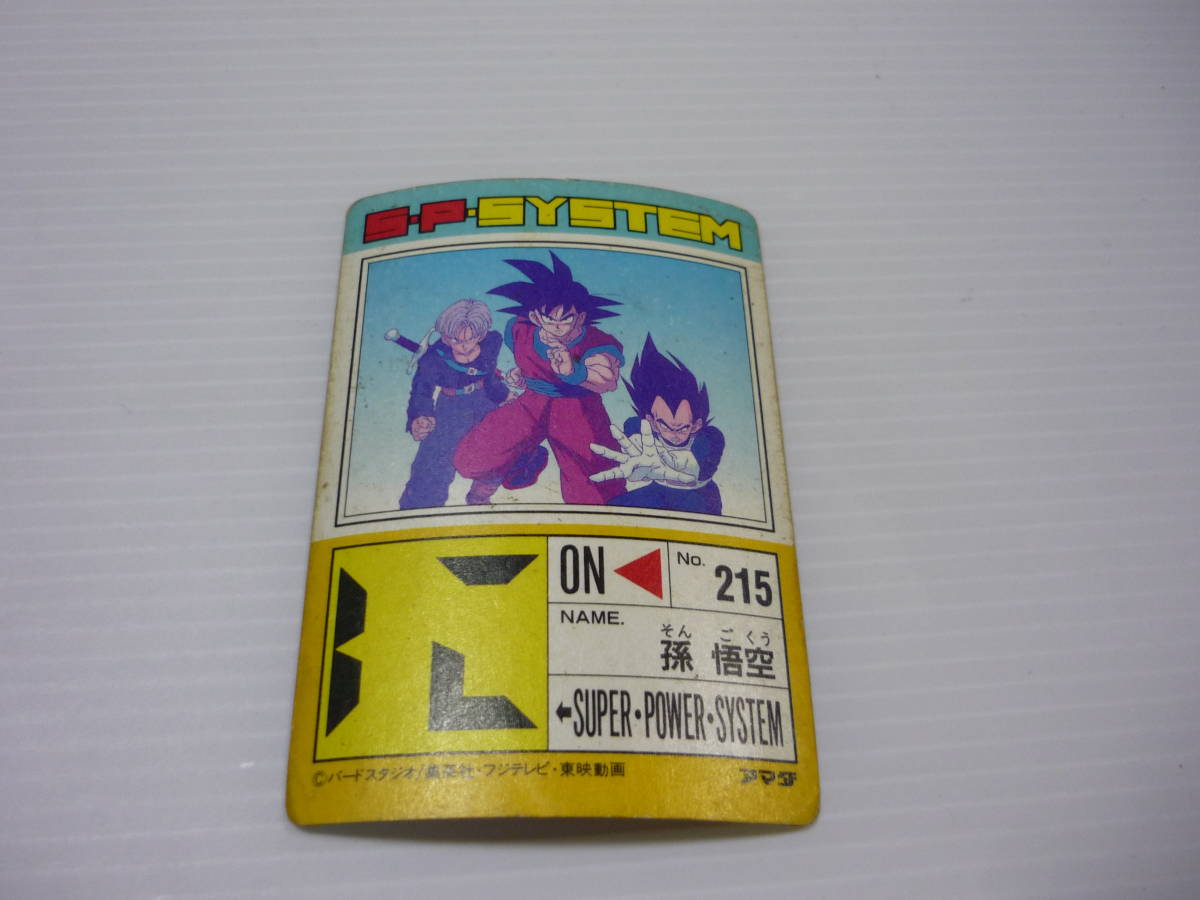 S・P・SYSTEM
ON
No.
215
NAME.
そん ご くう
孫 悟空
←SUPER・POWER・SYSTEM
©バードスタジオ/集英社・フジテレビ・東映動画
アマダ